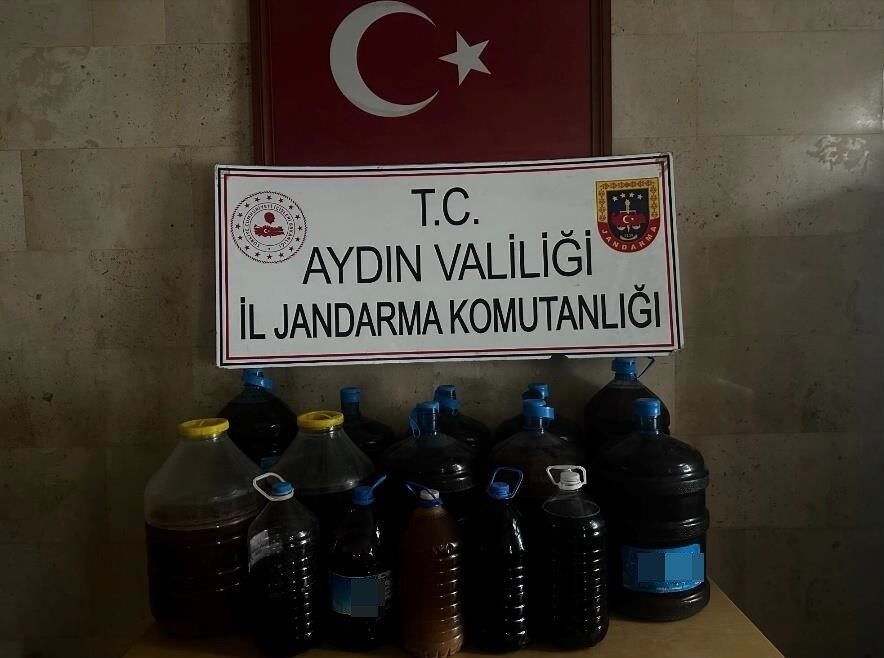 T.C.
AYDIN VALİLİĞİ
İL JANDARMA KOMUTANLIĞI
JANDARMA